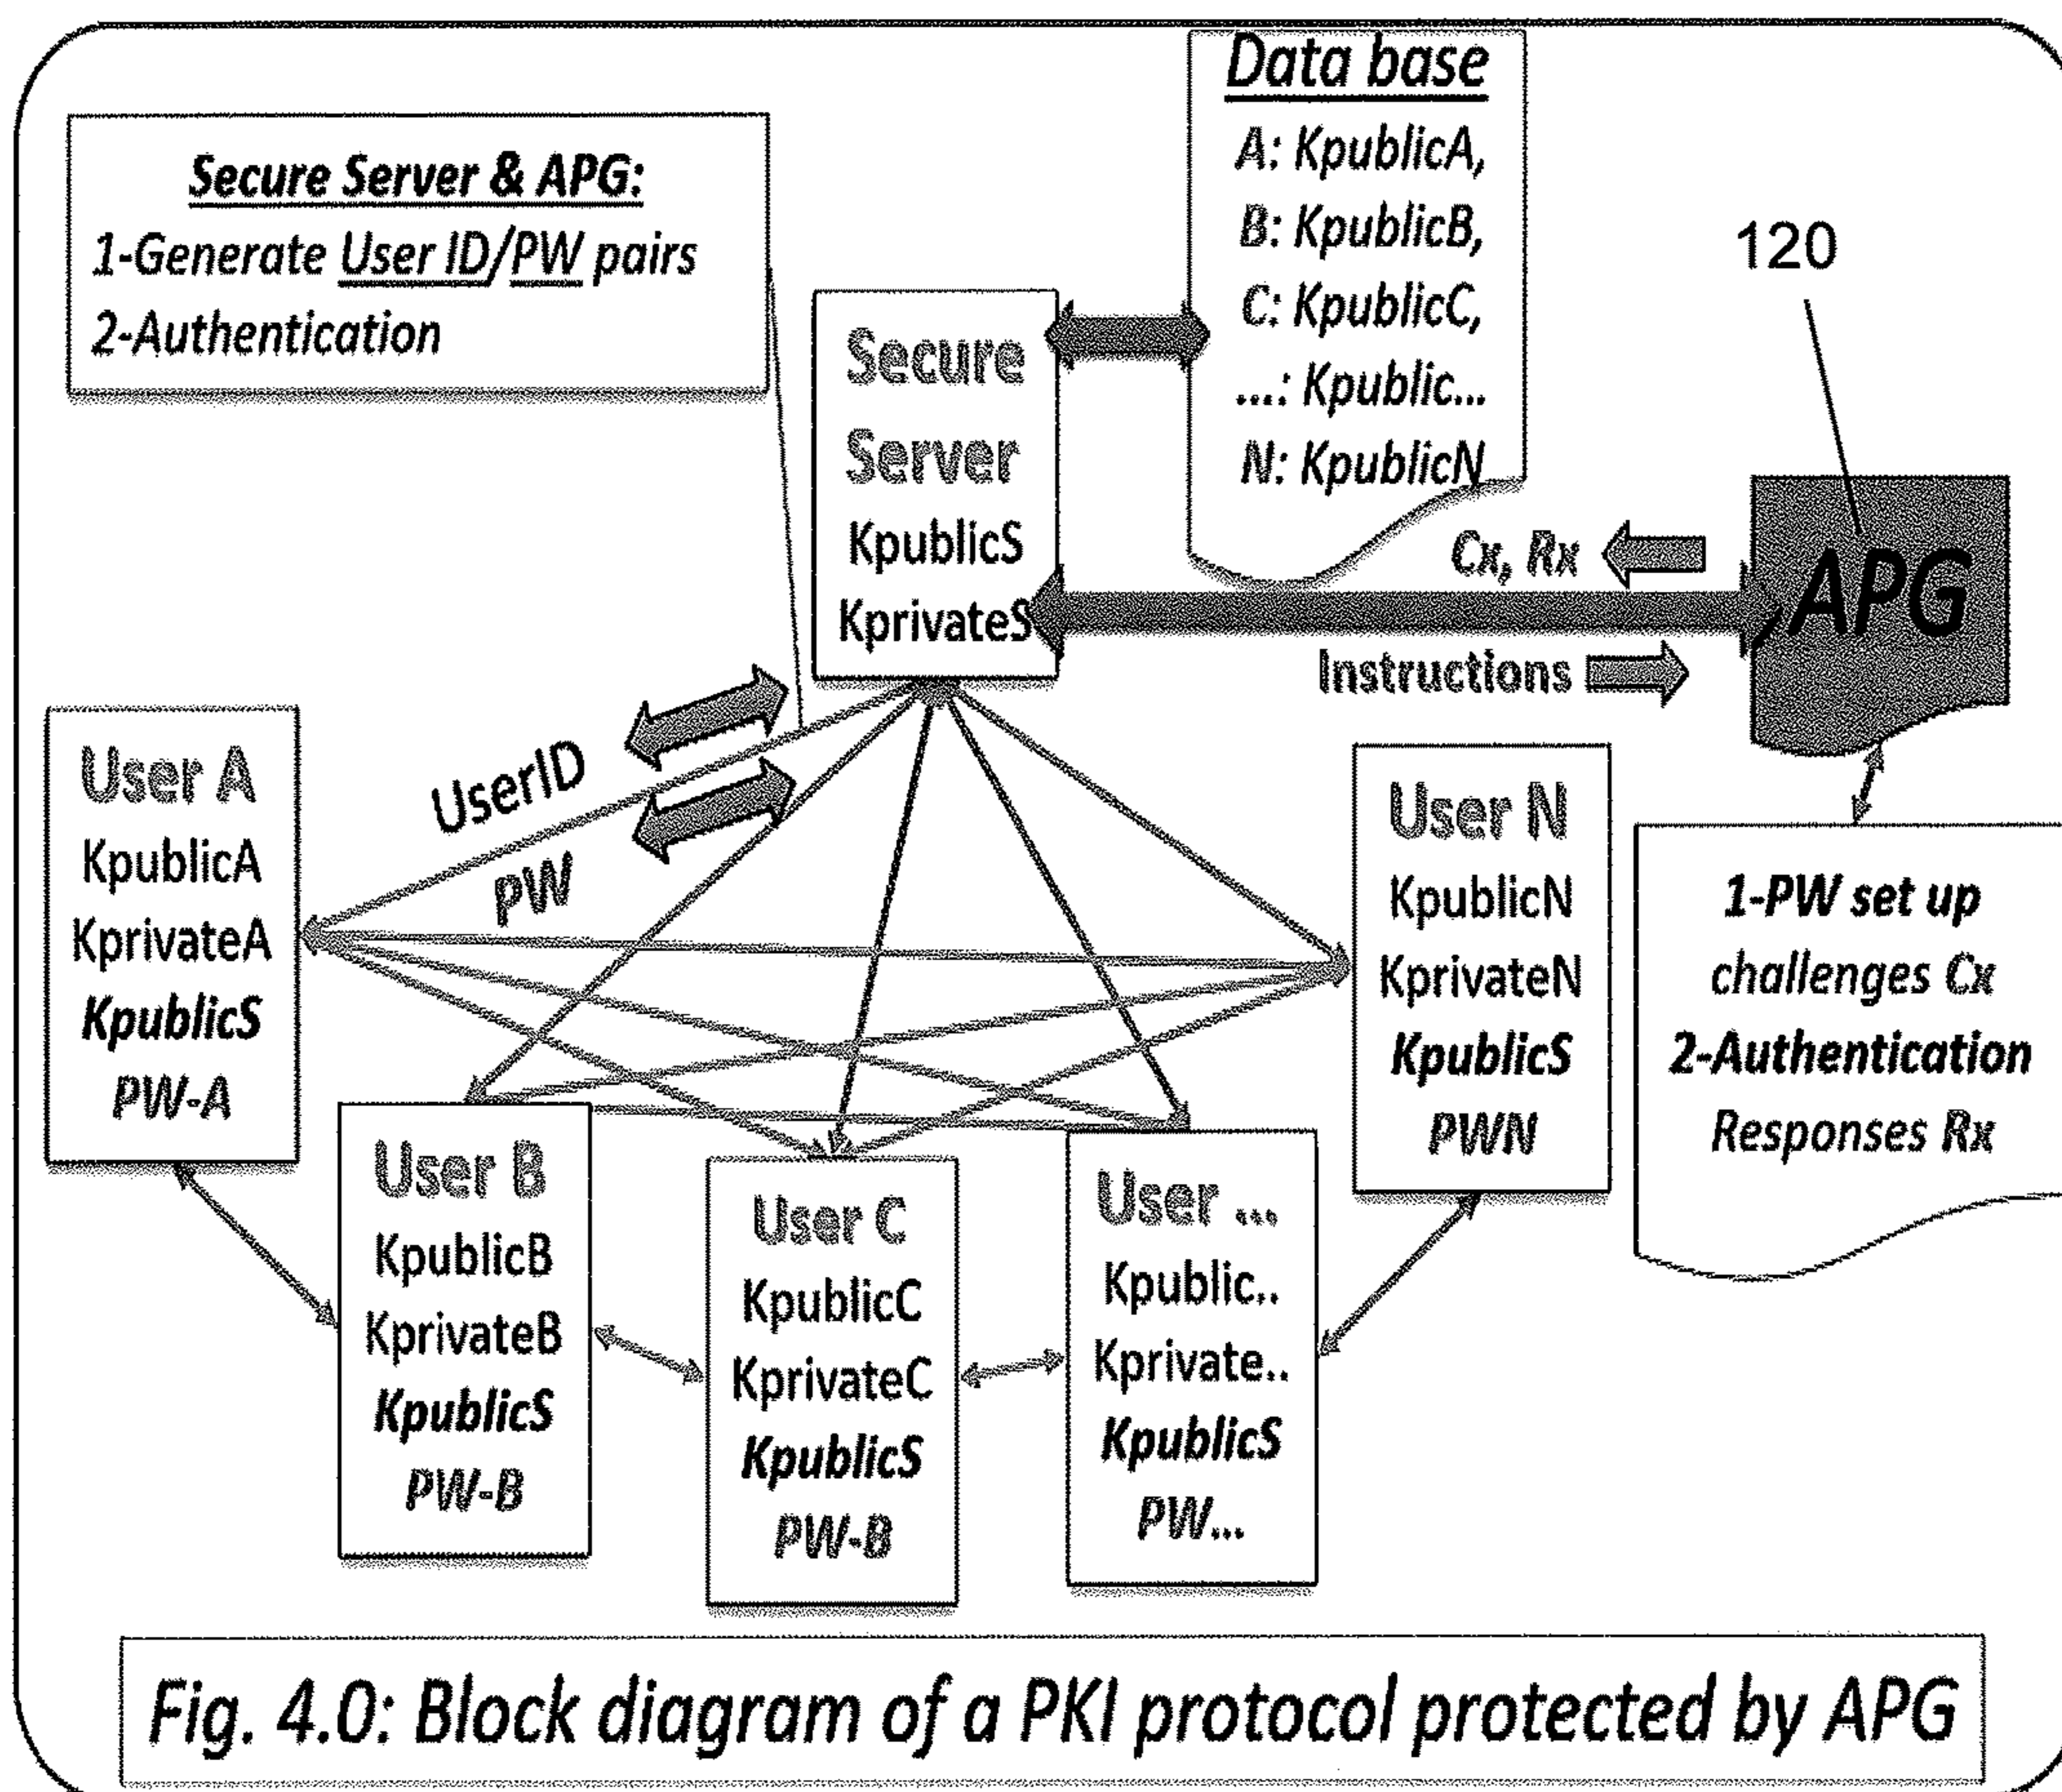 Data base
A: KpublicA,
B: KpublicB,
C: KpublicC,
...: Kpublic...
N: KpublicN
Secure Server & APG:
1-Generate User ID/PW pairs
2-Authentication
120
Secure
Server
KpublicS
KprivateS
Cx, Rx
APG
Instructions
UserID
PW
User A
KpublicA
KprivateA
KpublicS
PW-A
User B
KpublicB
KprivateB
KpublicS
PW-B
User C
KpublicC
KprivateC
KpublicS
PW-B
User ...
Kpublic..
Kprivate..
KpublicS
PW...
User N
KpublicN
KprivateN
KpublicS
PWN
1-PW set up
challenges Cx
2-Authentication
Responses Rx
Fig. 4.0: Block diagram of a PKI protocol protected by APG